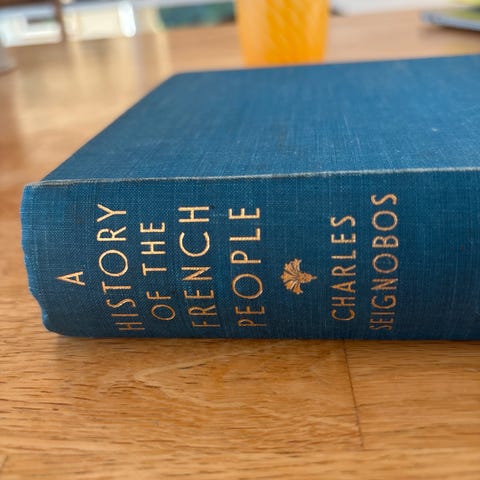 A
HISTORY
OF THE
FRENCH
PEOPLE
CHARLES
SEIGNOBOS